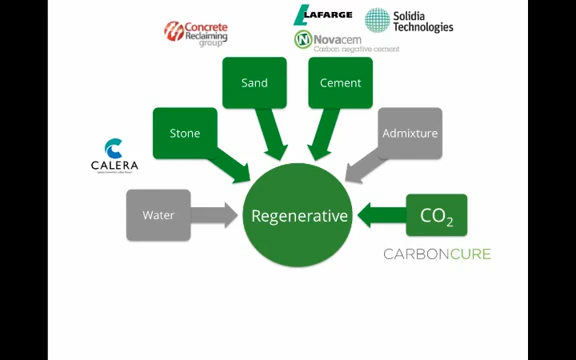 LAFARGE
Solidia
Technologies
Concrete
Reclaiming
group
Novacem
Carbon negative cement
Sand
Cement
Stone
Admixture
CALERA
Water
Regenerative
CO₂
CARBONCURE